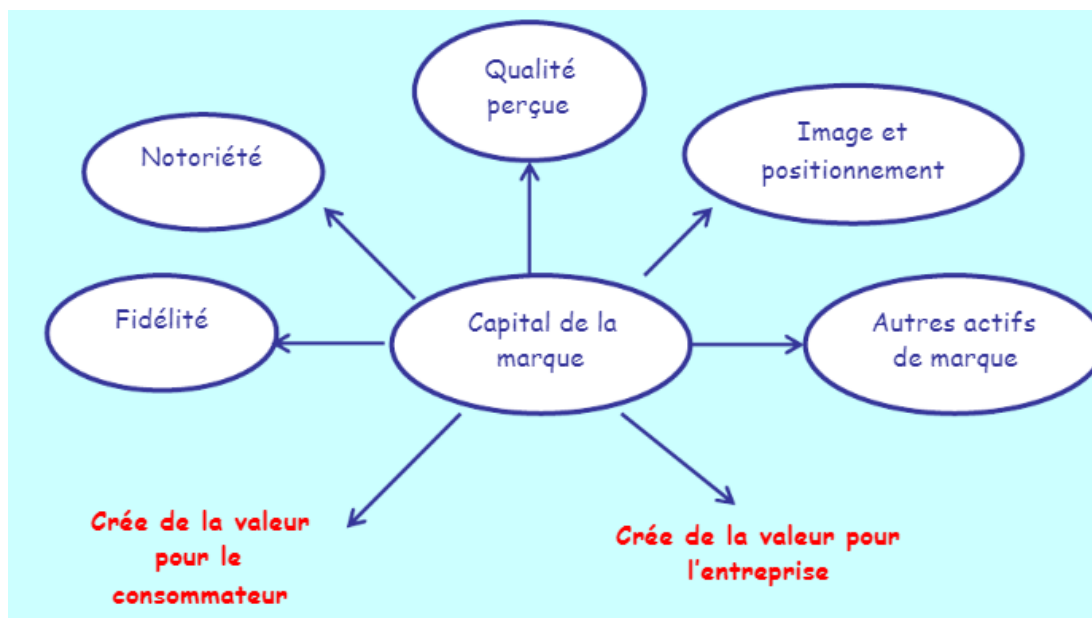 Qualité
perçue
Notoriété
Image et
positionnement
Fidélité
Capital de la
marque
Autres actifs
de marque
Crée de la valeur
pour le
consommateur
Crée de la valeur pour
l'entreprise